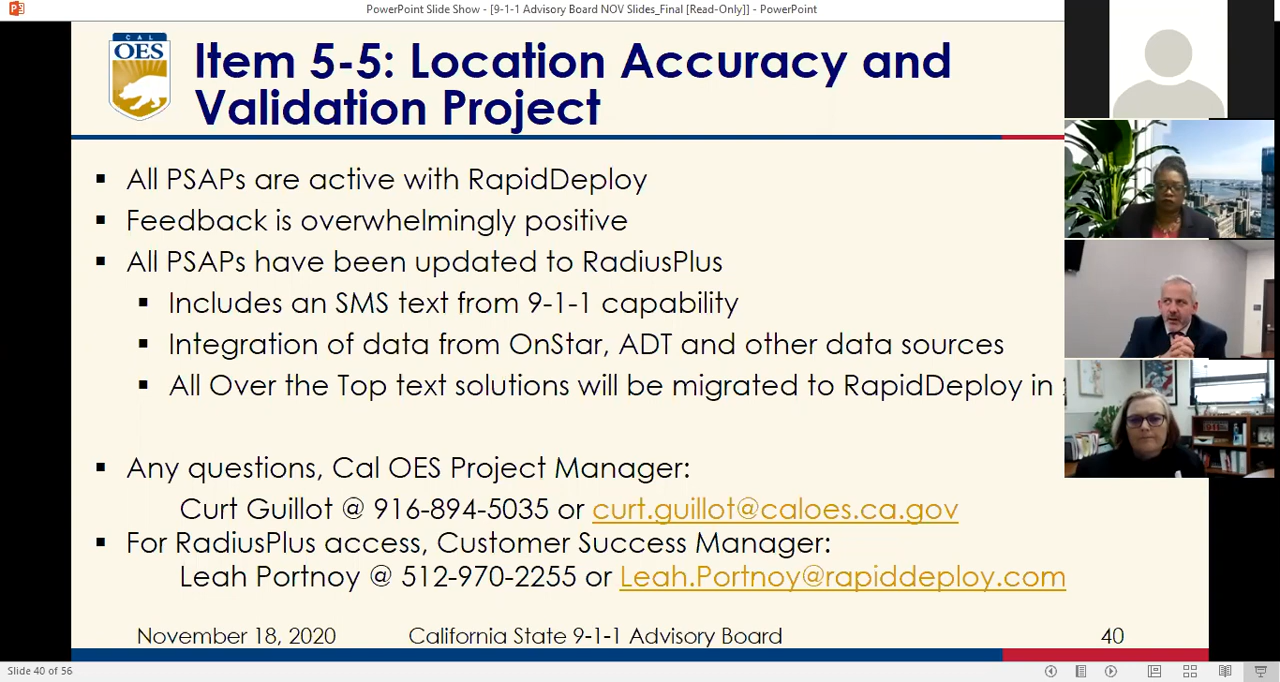 PowerPoint Slide Show - [9-1-1 Advisory Board NOV Slides_Final [Read-Only]] - PowerPoint
CAL
OES
Item 5-5: Location Accuracy and
Validation Project
▪ All PSAPs are active with RapidDeploy
▪ Feedback is overwhelmingly positive
▪ All PSAPs have been updated to RadiusPlus
▪ Includes an SMS text from 9-1-1 capability
▪ Integration of data from OnStar, ADT and other data sources
▪ All Over the Top text solutions will be migrated to RapidDeploy in
▪ Any questions, Cal OES Project Manager:
Curt Guillot @ 916-894-5035 or curt.guillot@caloes.ca.gov
▪ For RadiusPlus access, Customer Success Manager:
Leah Portnoy @ 512-970-2255 or Leah.Portnoy@rapiddeploy.com
November 18, 2020 California State 9-1-1 Advisory Board 40
Slide 40 of 56